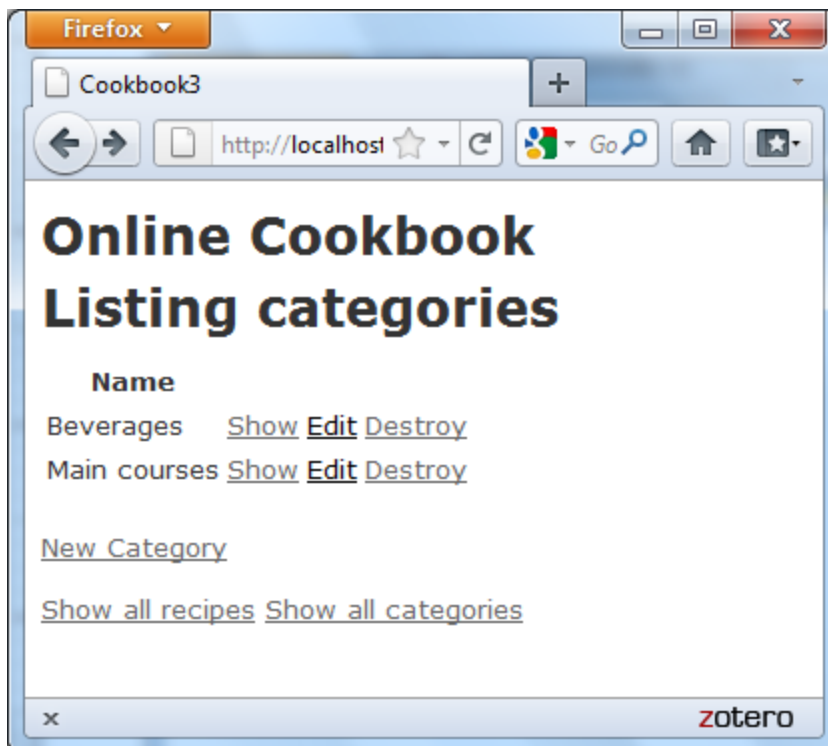 Firefox
Cookbook3
http://localhost Go
Online Cookbook
Listing categories
Name
Beverages Show Edit Destroy
Main courses Show Edit Destroy
New Category
Show all recipes Show all categories
zotero